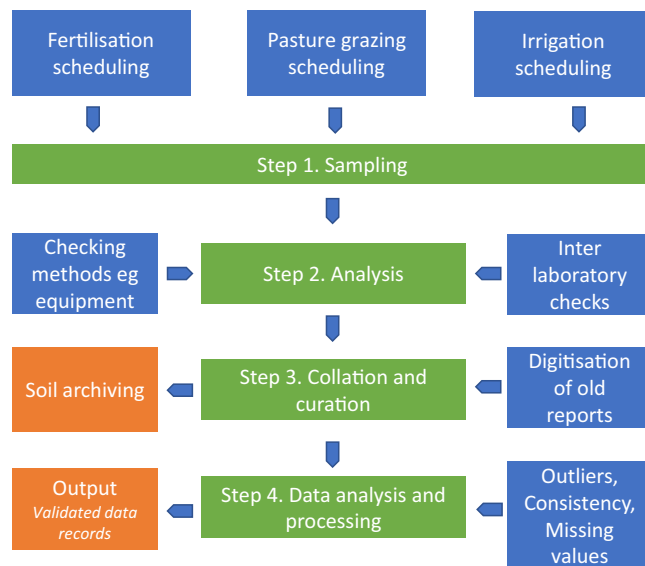 Fertilisation
scheduling
Pasture grazing
scheduling
Irrigation
scheduling
Step 1. Sampling
Checking
methods eg
equipment
Step 2. Analysis
Inter
laboratory
checks
Soil archiving
Step 3. Collation and
curation
Digitisation
of old
reports
Output
Validated data
records
Step 4. Data analysis and
processing
Outliers,
Consistency,
Missing
values